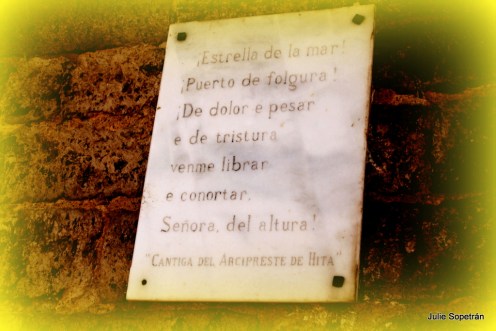 ¡Estrella de la mar!
¡Puerto de folgura!
¡De dolor e pesar
e de tristura
venme librar
e conortar.
Señora, del altura!
"CANTIGA DEL ARCIPRESTE DE HITA"
Julie Sopetrán